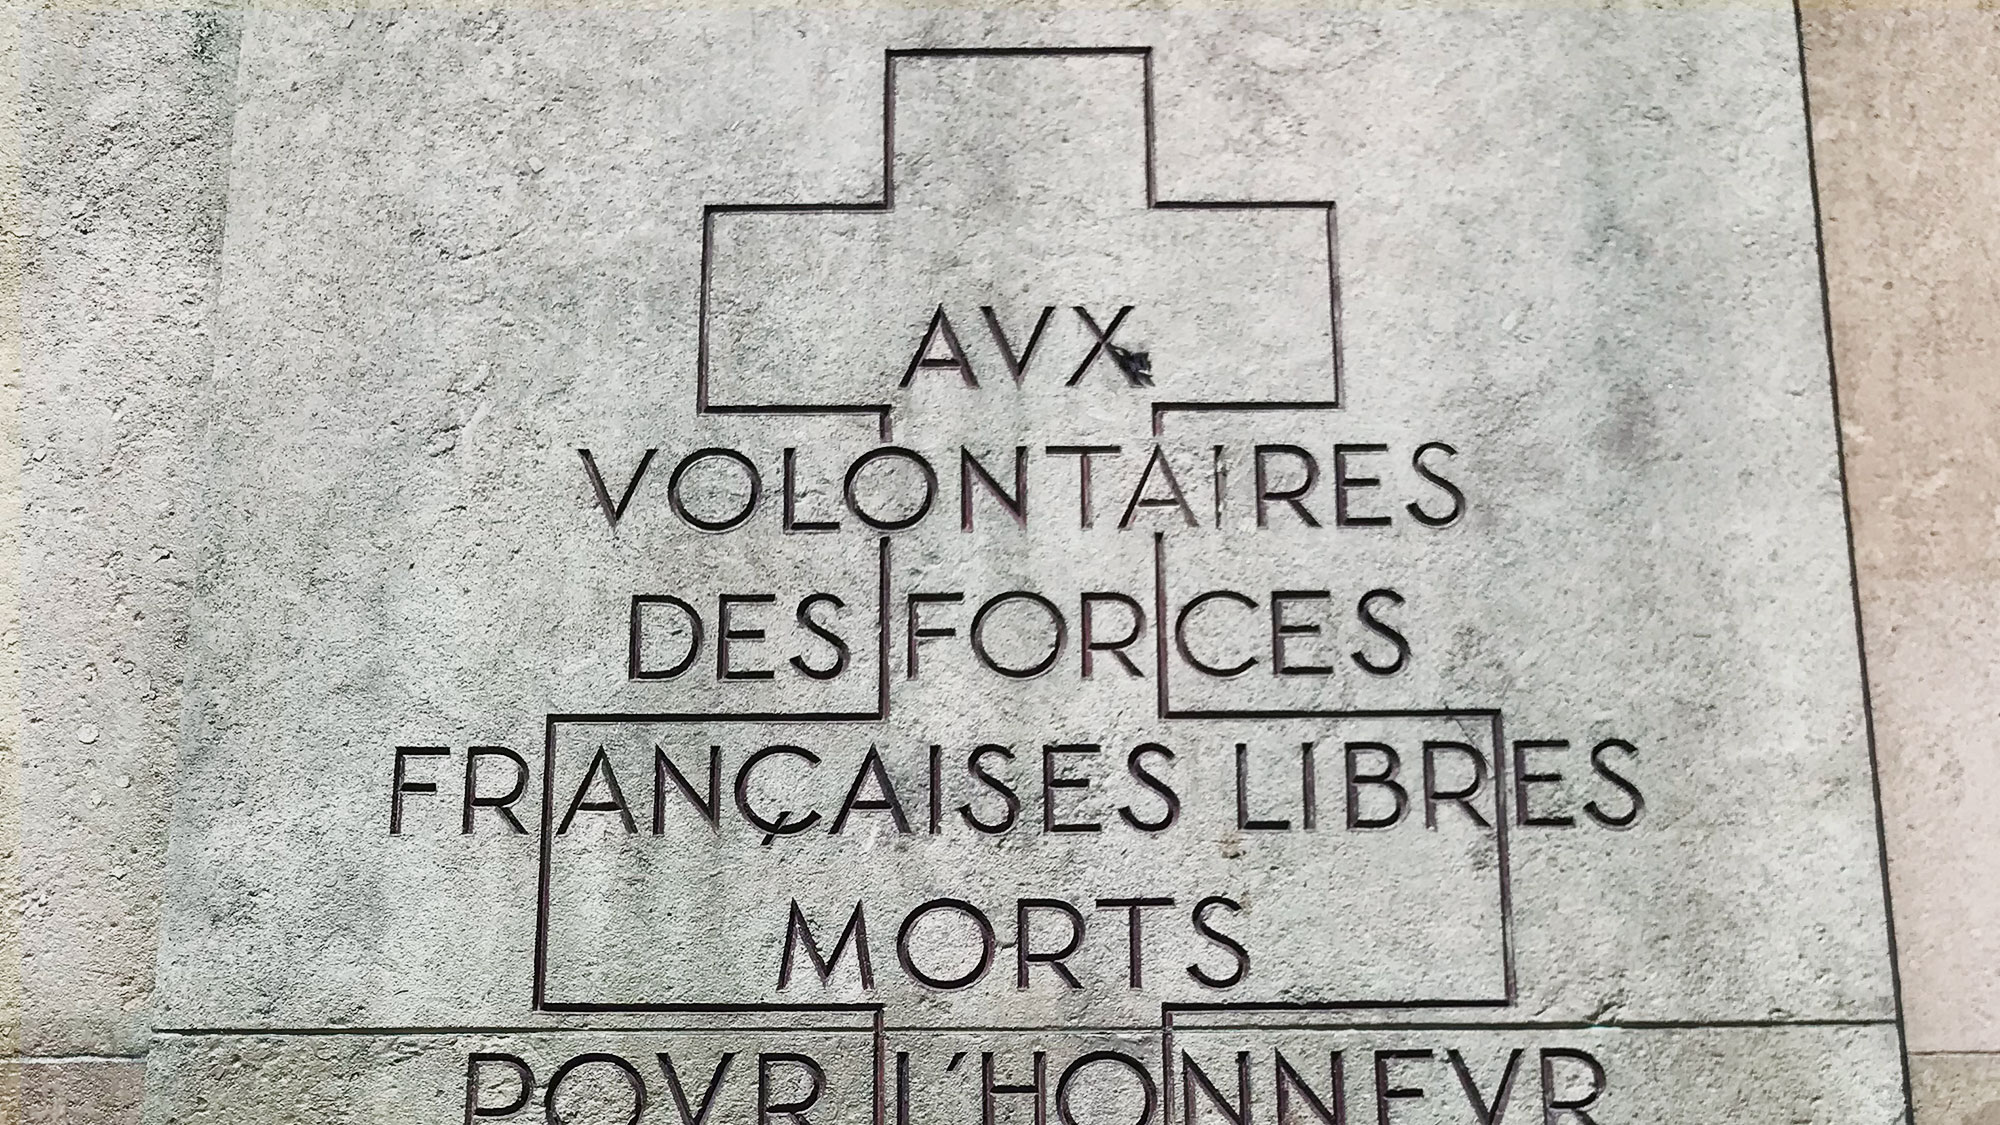 AVX
VOLONTAIRES
DES FORCES
FRANÇAISES LIBRES
MORTS
POVR L'HONNEVR